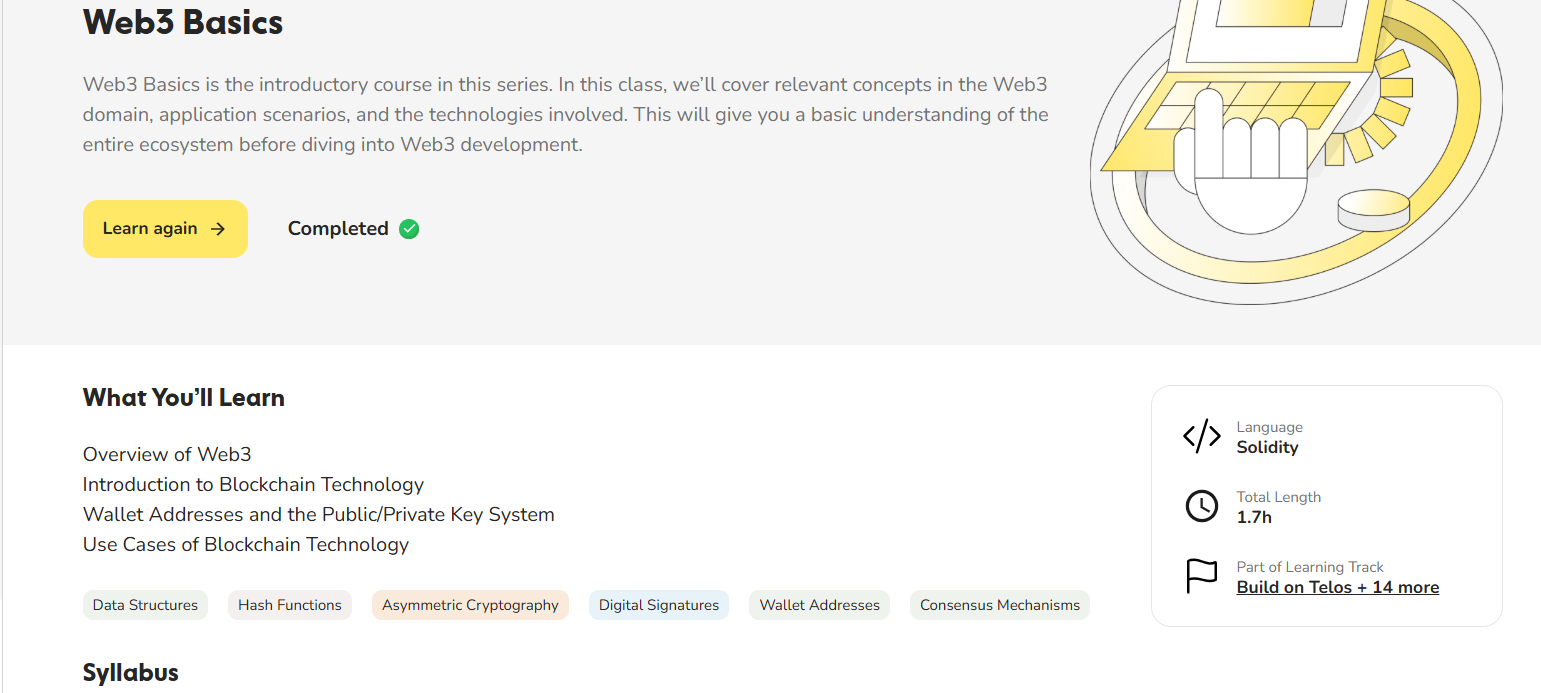 Web3 Basics
Web3 Basics is the introductory course in this series. In this class, we’ll cover relevant concepts in the Web3
domain, application scenarios, and the technologies involved. This will give you a basic understanding of the
entire ecosystem before diving into Web3 development.
Learn again →
Completed
What You’ll Learn
Overview of Web3
Introduction to Blockchain Technology
Wallet Addresses and the Public/Private Key System
Use Cases of Blockchain Technology
Data Structures
Hash Functions
Asymmetric Cryptography
Digital Signatures
Wallet Addresses
Consensus Mechanisms
Language
Solidity
Total Length
1.7h
Part of Learning Track
Build on Telos + 14 more
Syllabus